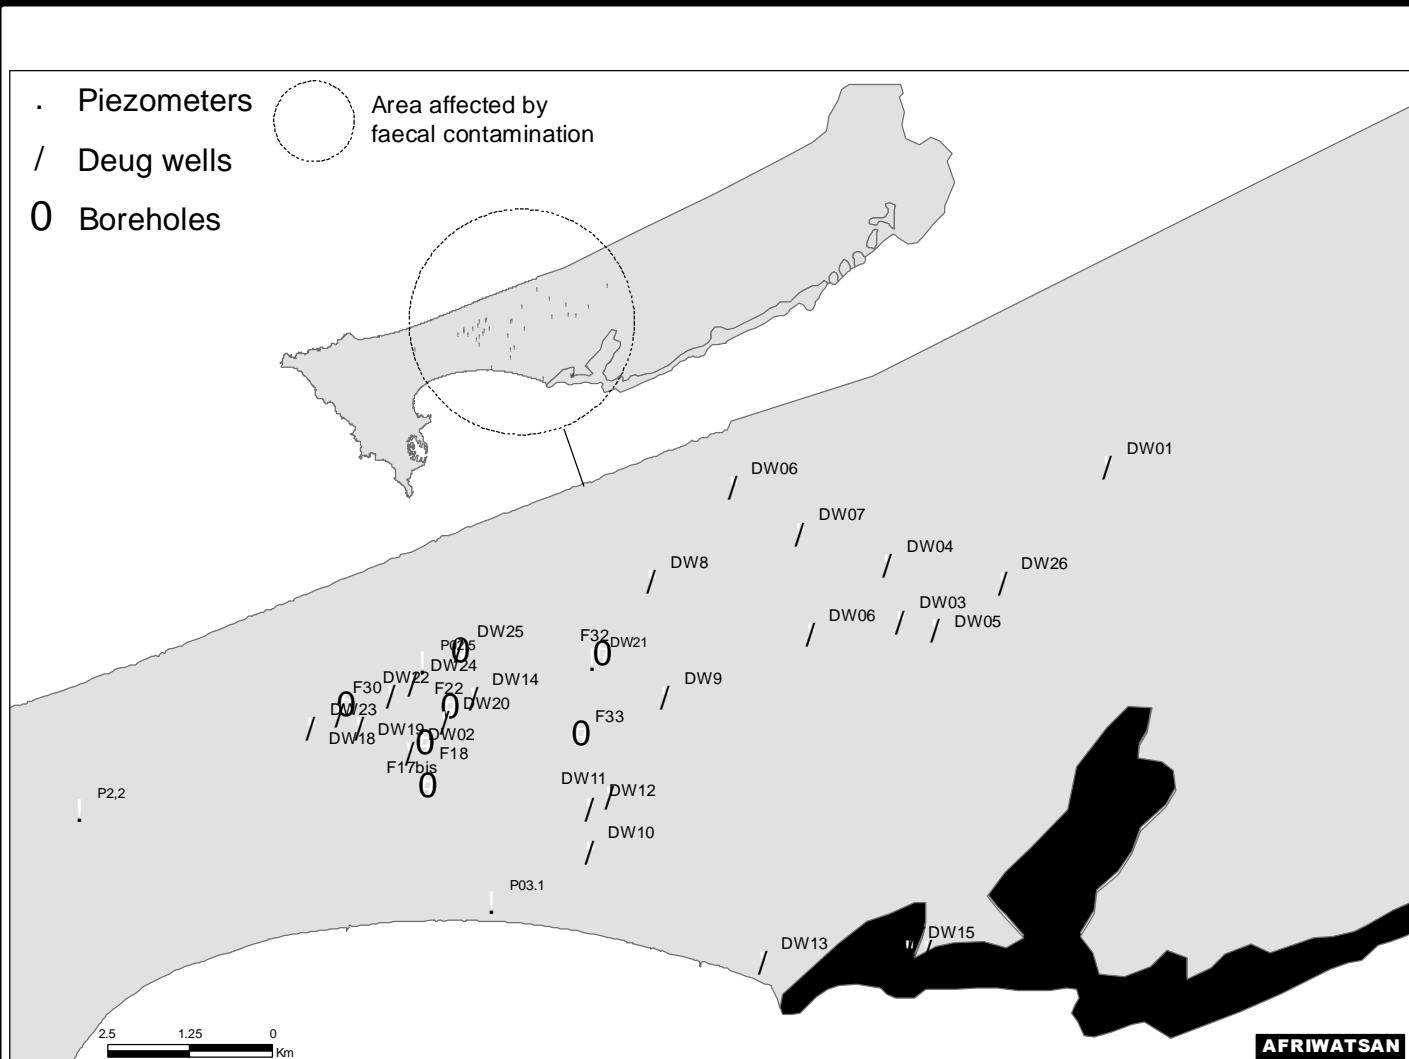 . Piezometers
/ Deug wells
0 Boreholes
Area affected by
faecal contamination
DW01
DW06
DW07
DW04
DW26
DW8
DW03
DW05
DW06
DW25
F32
DW21
DW24
DW22
DW14
DW9
F30
F22
DW20
DW23
F33
DW19
DW02
DW18
F18
F17bis
DW11
DW12
P2,2
DW10
P03.1
DW15
DW13
2.5 1.25 0
Km
AFRIWATSAN